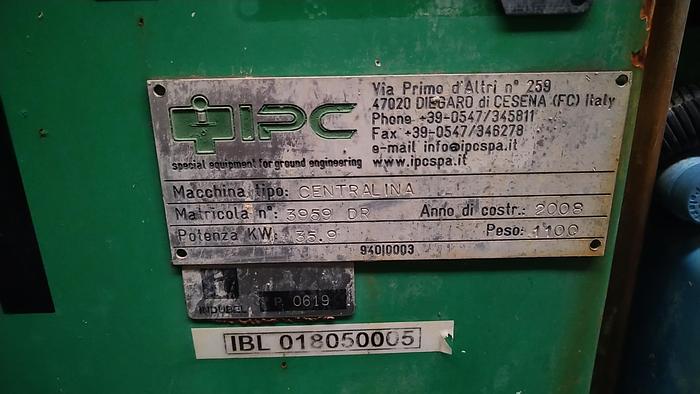 IPC
special equipment for ground engineering
Via Primo d'Altri n° 259
47020 DIEGARO di CESENA (FC) Italy
Phone +39-0547/345811
Fax +39-0547/346278
e-mail info@ipcspa.it
www.ipcspa.it
Macchina tipo: CENTRALINA
Matricola n°: 3959 DR Anno di costr.: 2008
Potenza KW: 35.9 Peso: 1100
940I0003
INDUBEL P. 0619
IBL 018050005